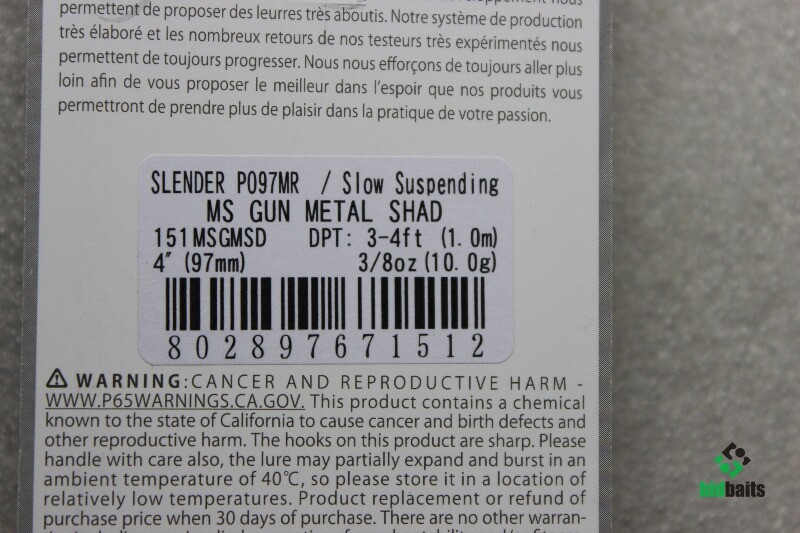 permettent de proposer des leurres très aboutis. Notre système de production
très élaboré et les nombreux retours de nos testeurs très expérimentés nous
permettent de toujours progresser. Nous nous efforçons de toujours aller plus
loin afin de vous proposer le meilleur dans l'espoir que nos produits vous
permettront de prendre plus de plaisir dans la pratique de votre passion.
SLENDER PO97MR / Slow Suspending
MS GUN METAL SHAD
151MSGMSD DPT: 3-4ft (1.0m)
4" (97mm) 3/8oz(10.0g)
802897671512
WARNING:CANCER AND REPRODUCTIVE HARM -
WWW.P65WARNINGS.CA.GOV. This product contains a chemical
known to the state of California to cause cancer and birth defects and
other reproductive harm. The hooks on this product are sharp. Please
handle with care also, the lure may partially expand and burst in an
ambient temperature of 40℃, so please store it in a location of
relatively low temperatures. Product replacement or refund of
purchase price when 30 days of purchase. There are no other warran-
baits